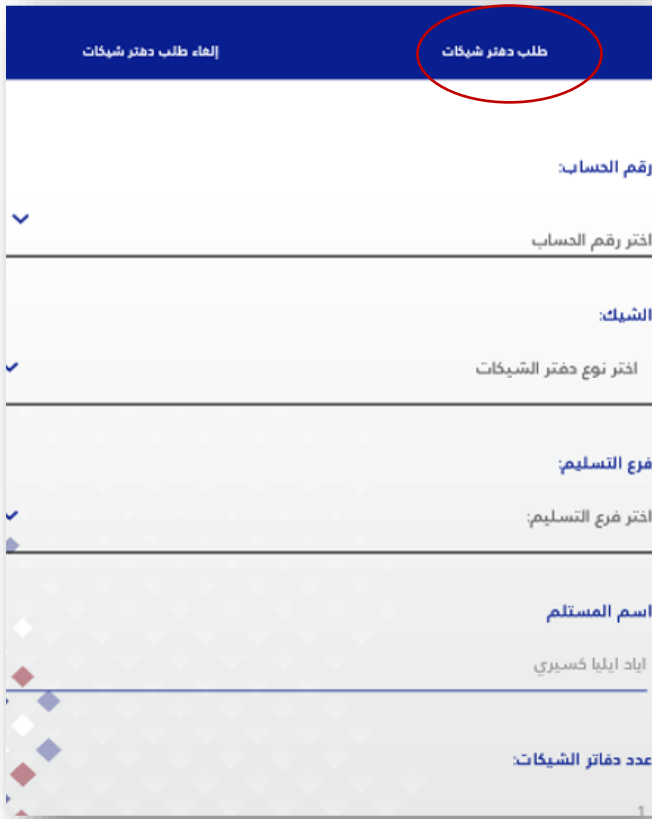 طلب دفتر شيكات
إلغاء طلب دفتر شيكات
رقم الحساب:
اختر رقم الحساب
الشيك:
اختر نوع دفتر الشيكات
فرع التسليم:
اختر فرع التسليم:
اسم المستلم
اياد ايليا كسيري
عدد دفاتر الشيكات:
1